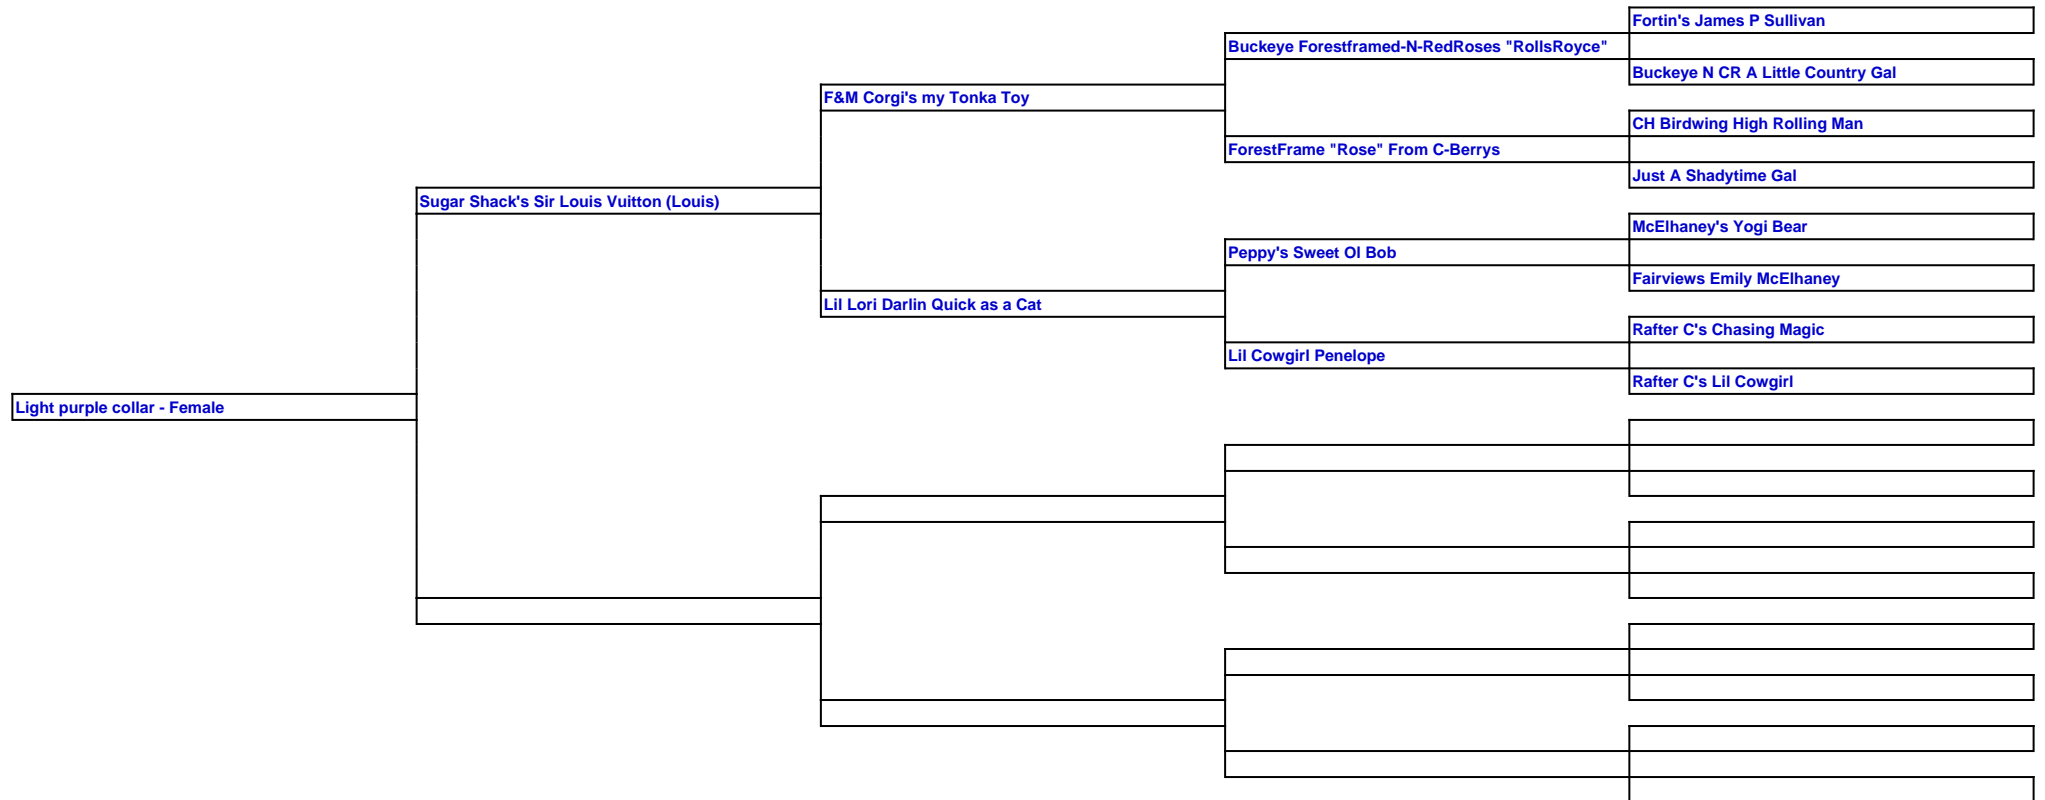 Fortin's James P Sullivan
Buckeye Forestframed-N-RedRoses "RollsRoyce"
Buckeye N CR A Little Country Gal
F&M Corgi's my Tonka Toy
CH Birdwing High Rolling Man
ForestFrame "Rose" From C-Berrys
Just A Shadytime Gal
Sugar Shack's Sir Louis Vuitton (Louis)
McElhaney's Yogi Bear
Peppy's Sweet Ol Bob
Fairviews Emily McElhaney
Lil Lori Darlin Quick as a Cat
Rafter C's Chasing Magic
Lil Cowgirl Penelope
Rafter C's Lil Cowgirl
Light purple collar - Female